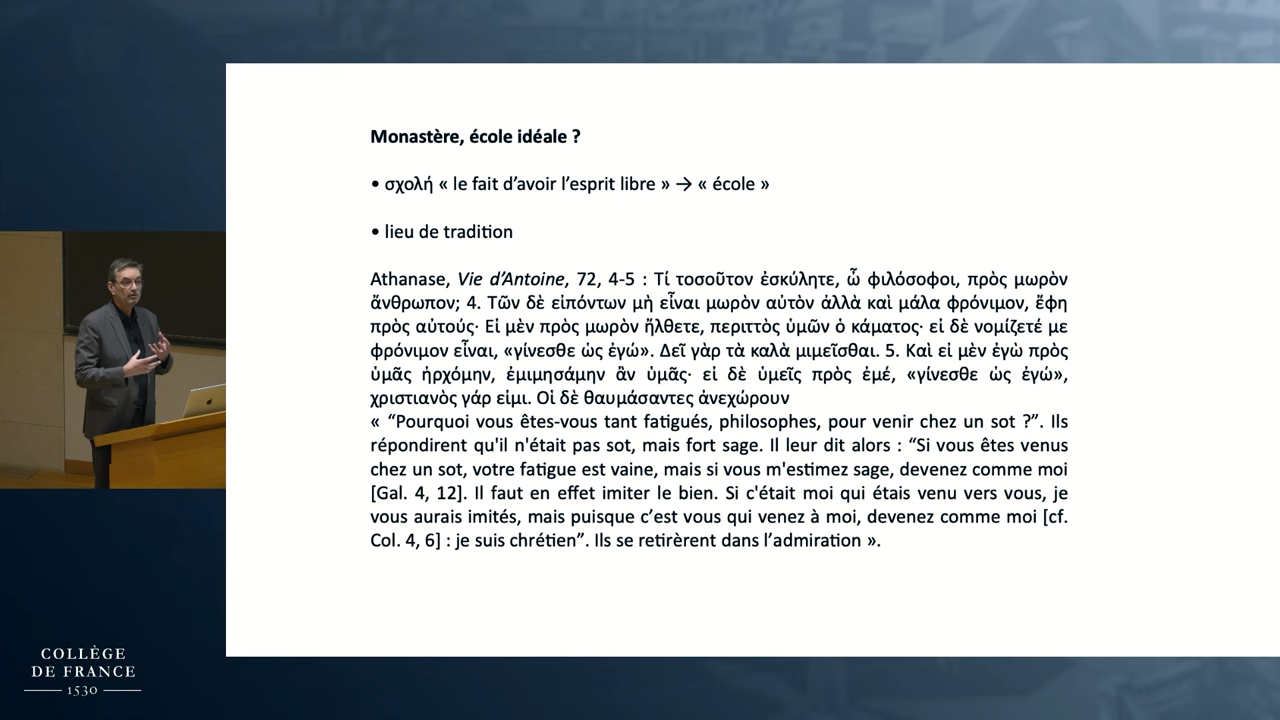 Monastère, école idéale ?
• σχολή « le fait d’avoir l’esprit libre » → « école »
• lieu de tradition
Athanase, Vie d’Antoine, 72, 4-5 : Τί τοσοῦτον ἐσκύλητε, ὦ φιλόσοφοι, πρὸς μωρὸν
ἄνθρωπον; 4. Τῶν δὲ εἰπόντων μὴ εἶναι μωρὸν αὐτὸν ἀλλὰ καὶ μάλα φρόνιμον, ἔφη
πρὸς αὐτούς· Εἰ μὲν πρὸς μωρὸν ἤλθετε, περιττὸς ὑμῶν ὁ κάματος· εἰ δὲ νομίζετέ με
φρόνιμον εἶναι, «γίνεσθε ὡς ἐγώ». Δεῖ γὰρ τὰ καλὰ μιμεῖσθαι. 5. Καὶ εἰ μὲν ἐγὼ πρὸς
ὑμᾶς ἠρχόμην, ἐμιμησάμην ἂν ὑμᾶς· εἰ δὲ ὑμεῖς πρὸς ἐμέ, «γίνεσθε ὡς ἐγώ»,
χριστιανὸς γάρ εἰμι. Οἱ δὲ θαυμάσαντες ἀνεχώρουν
« “Pourquoi vous êtes-vous tant fatigués, philosophes, pour venir chez un sot ?”. Ils
répondirent qu'il n'était pas sot, mais fort sage. Il leur dit alors : “Si vous êtes venus
chez un sot, votre fatigue est vaine, mais si vous m'estimez sage, devenez comme moi
[Gal. 4, 12]. Il faut en effet imiter le bien. Si c'était moi qui étais venu vers vous, je
vous aurais imités, mais puisque c’est vous qui venez à moi, devenez comme moi [cf.
Col. 4, 6] : je suis chrétien”. Ils se retirèrent dans l’admiration ».
COLLÈGE
DE FRANCE
1530